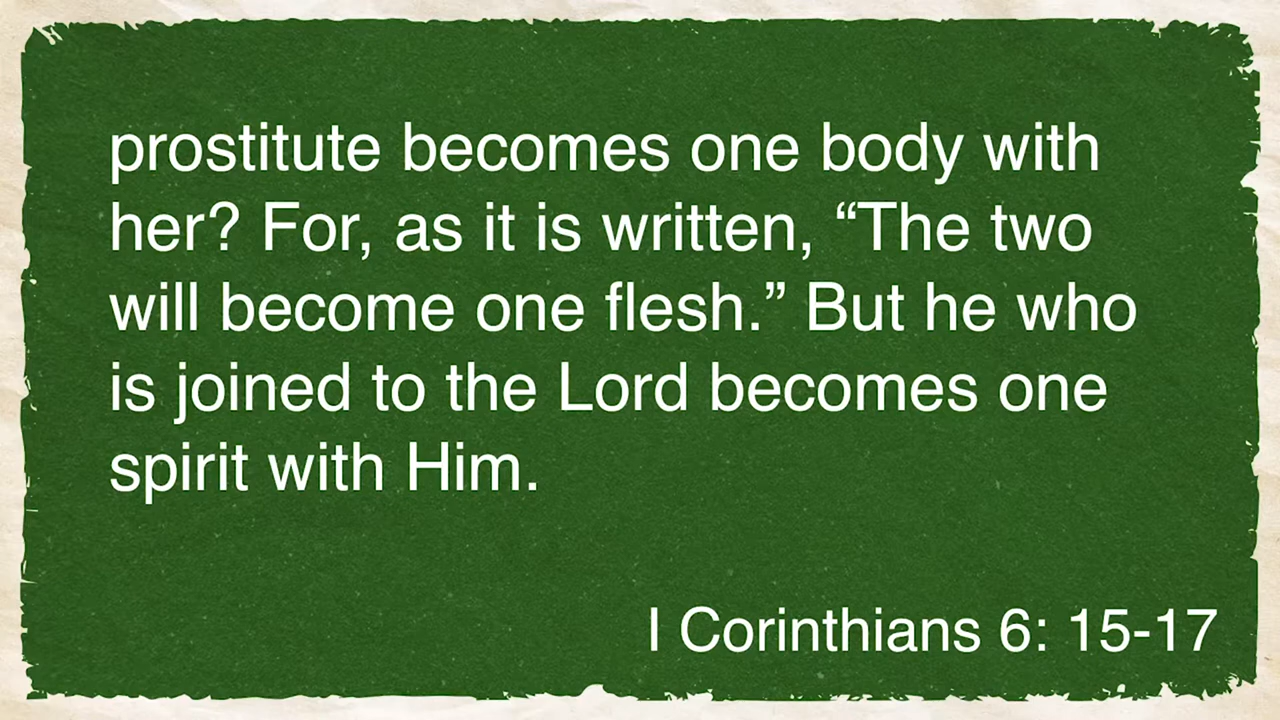 prostitute becomes one body with
her? For, as it is written, “The two
will become one flesh.” But he who
is joined to the Lord becomes one
spirit with Him.
I Corinthians 6: 15-17